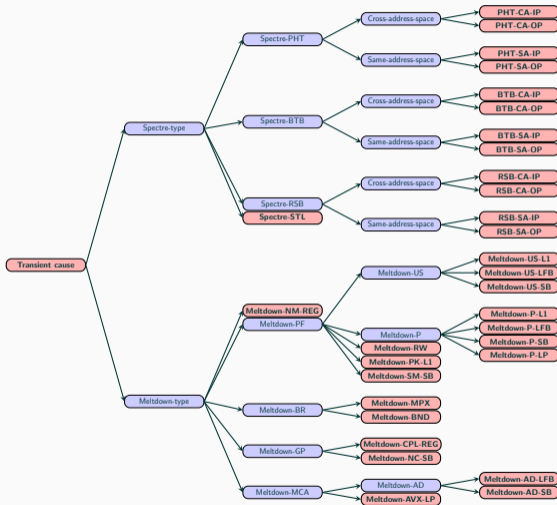 Transient cause
Spectre-type
Spectre-PHT
Cross-address-space
PHT-CA-IP
PHT-CA-OP
Same-address-space
PHT-SA-IP
PHT-SA-OP
Spectre-BTB
Cross-address-space
BTB-CA-IP
BTB-CA-OP
Same-address-space
BTB-SA-IP
BTB-SA-OP
Spectre-RSB
Cross-address-space
RSB-CA-IP
RSB-CA-OP
Same-address-space
RSB-SA-IP
RSB-SA-OP
Spectre-STL
Meltdown-type
Meltdown-NM-REG
Meltdown-PF
Meltdown-US
Meltdown-US-L1
Meltdown-US-LFB
Meltdown-US-SB
Meltdown-P
Meltdown-P-L1
Meltdown-P-LFB
Meltdown-P-SB
Meltdown-P-LP
Meltdown-RW
Meltdown-PK-L1
Meltdown-SM-SB
Meltdown-BR
Meltdown-MPX
Meltdown-BND
Meltdown-GP
Meltdown-CPL-REG
Meltdown-NC-SB
Meltdown-MCA
Meltdown-AD
Meltdown-AD-LFB
Meltdown-AD-SB
Meltdown-AVX-LP